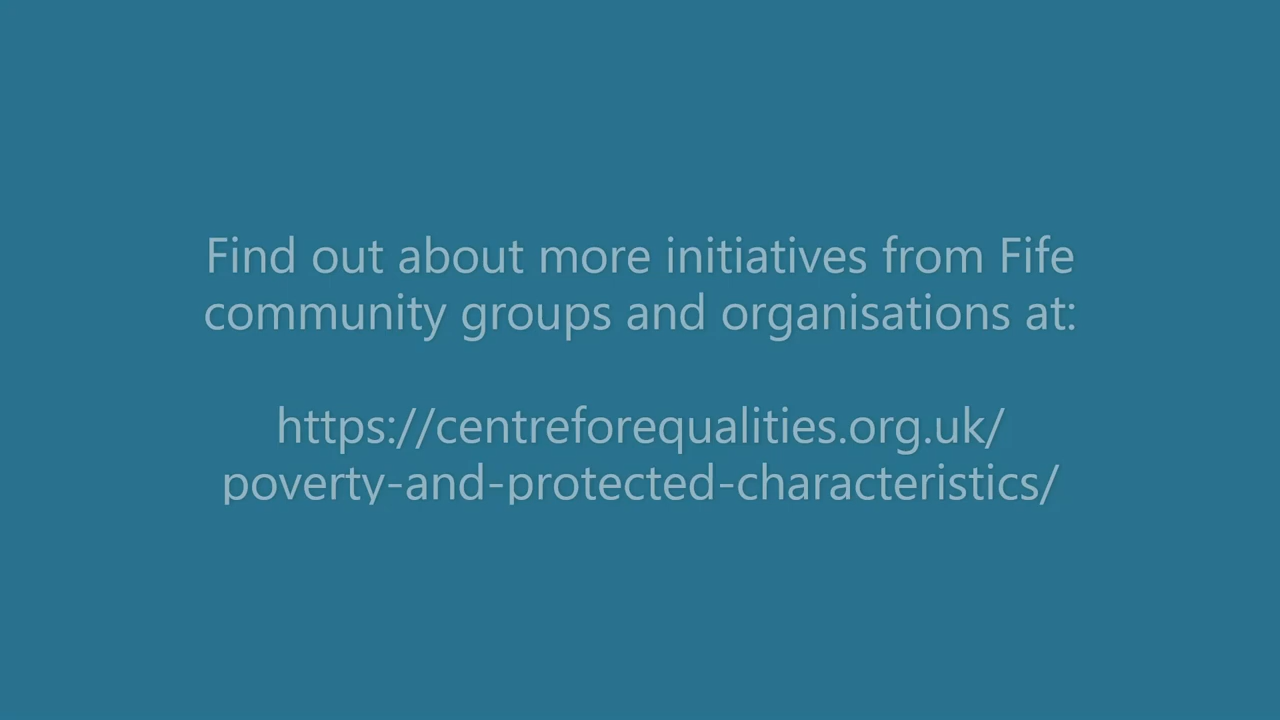 Find out about more initiatives from Fife
community groups and organisations at:
https://centreforequalities.org.uk/
poverty-and-protected-characteristics/